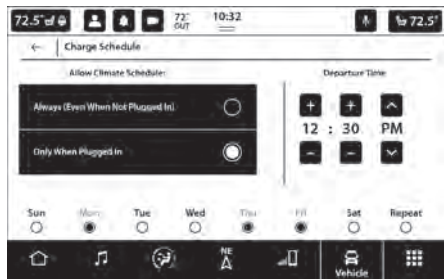 72.5° 72° OUT 10:32 72.5°
← Charge Schedule
Allow Climate Schedule: Departure Time
Always (Even When Not Plugged In)
+ + 
12 : 30 PM
Only When Plugged In
− −
Sun Mon Tue Wed Thu Fri Sat Repeat
NE
A
Vehicle